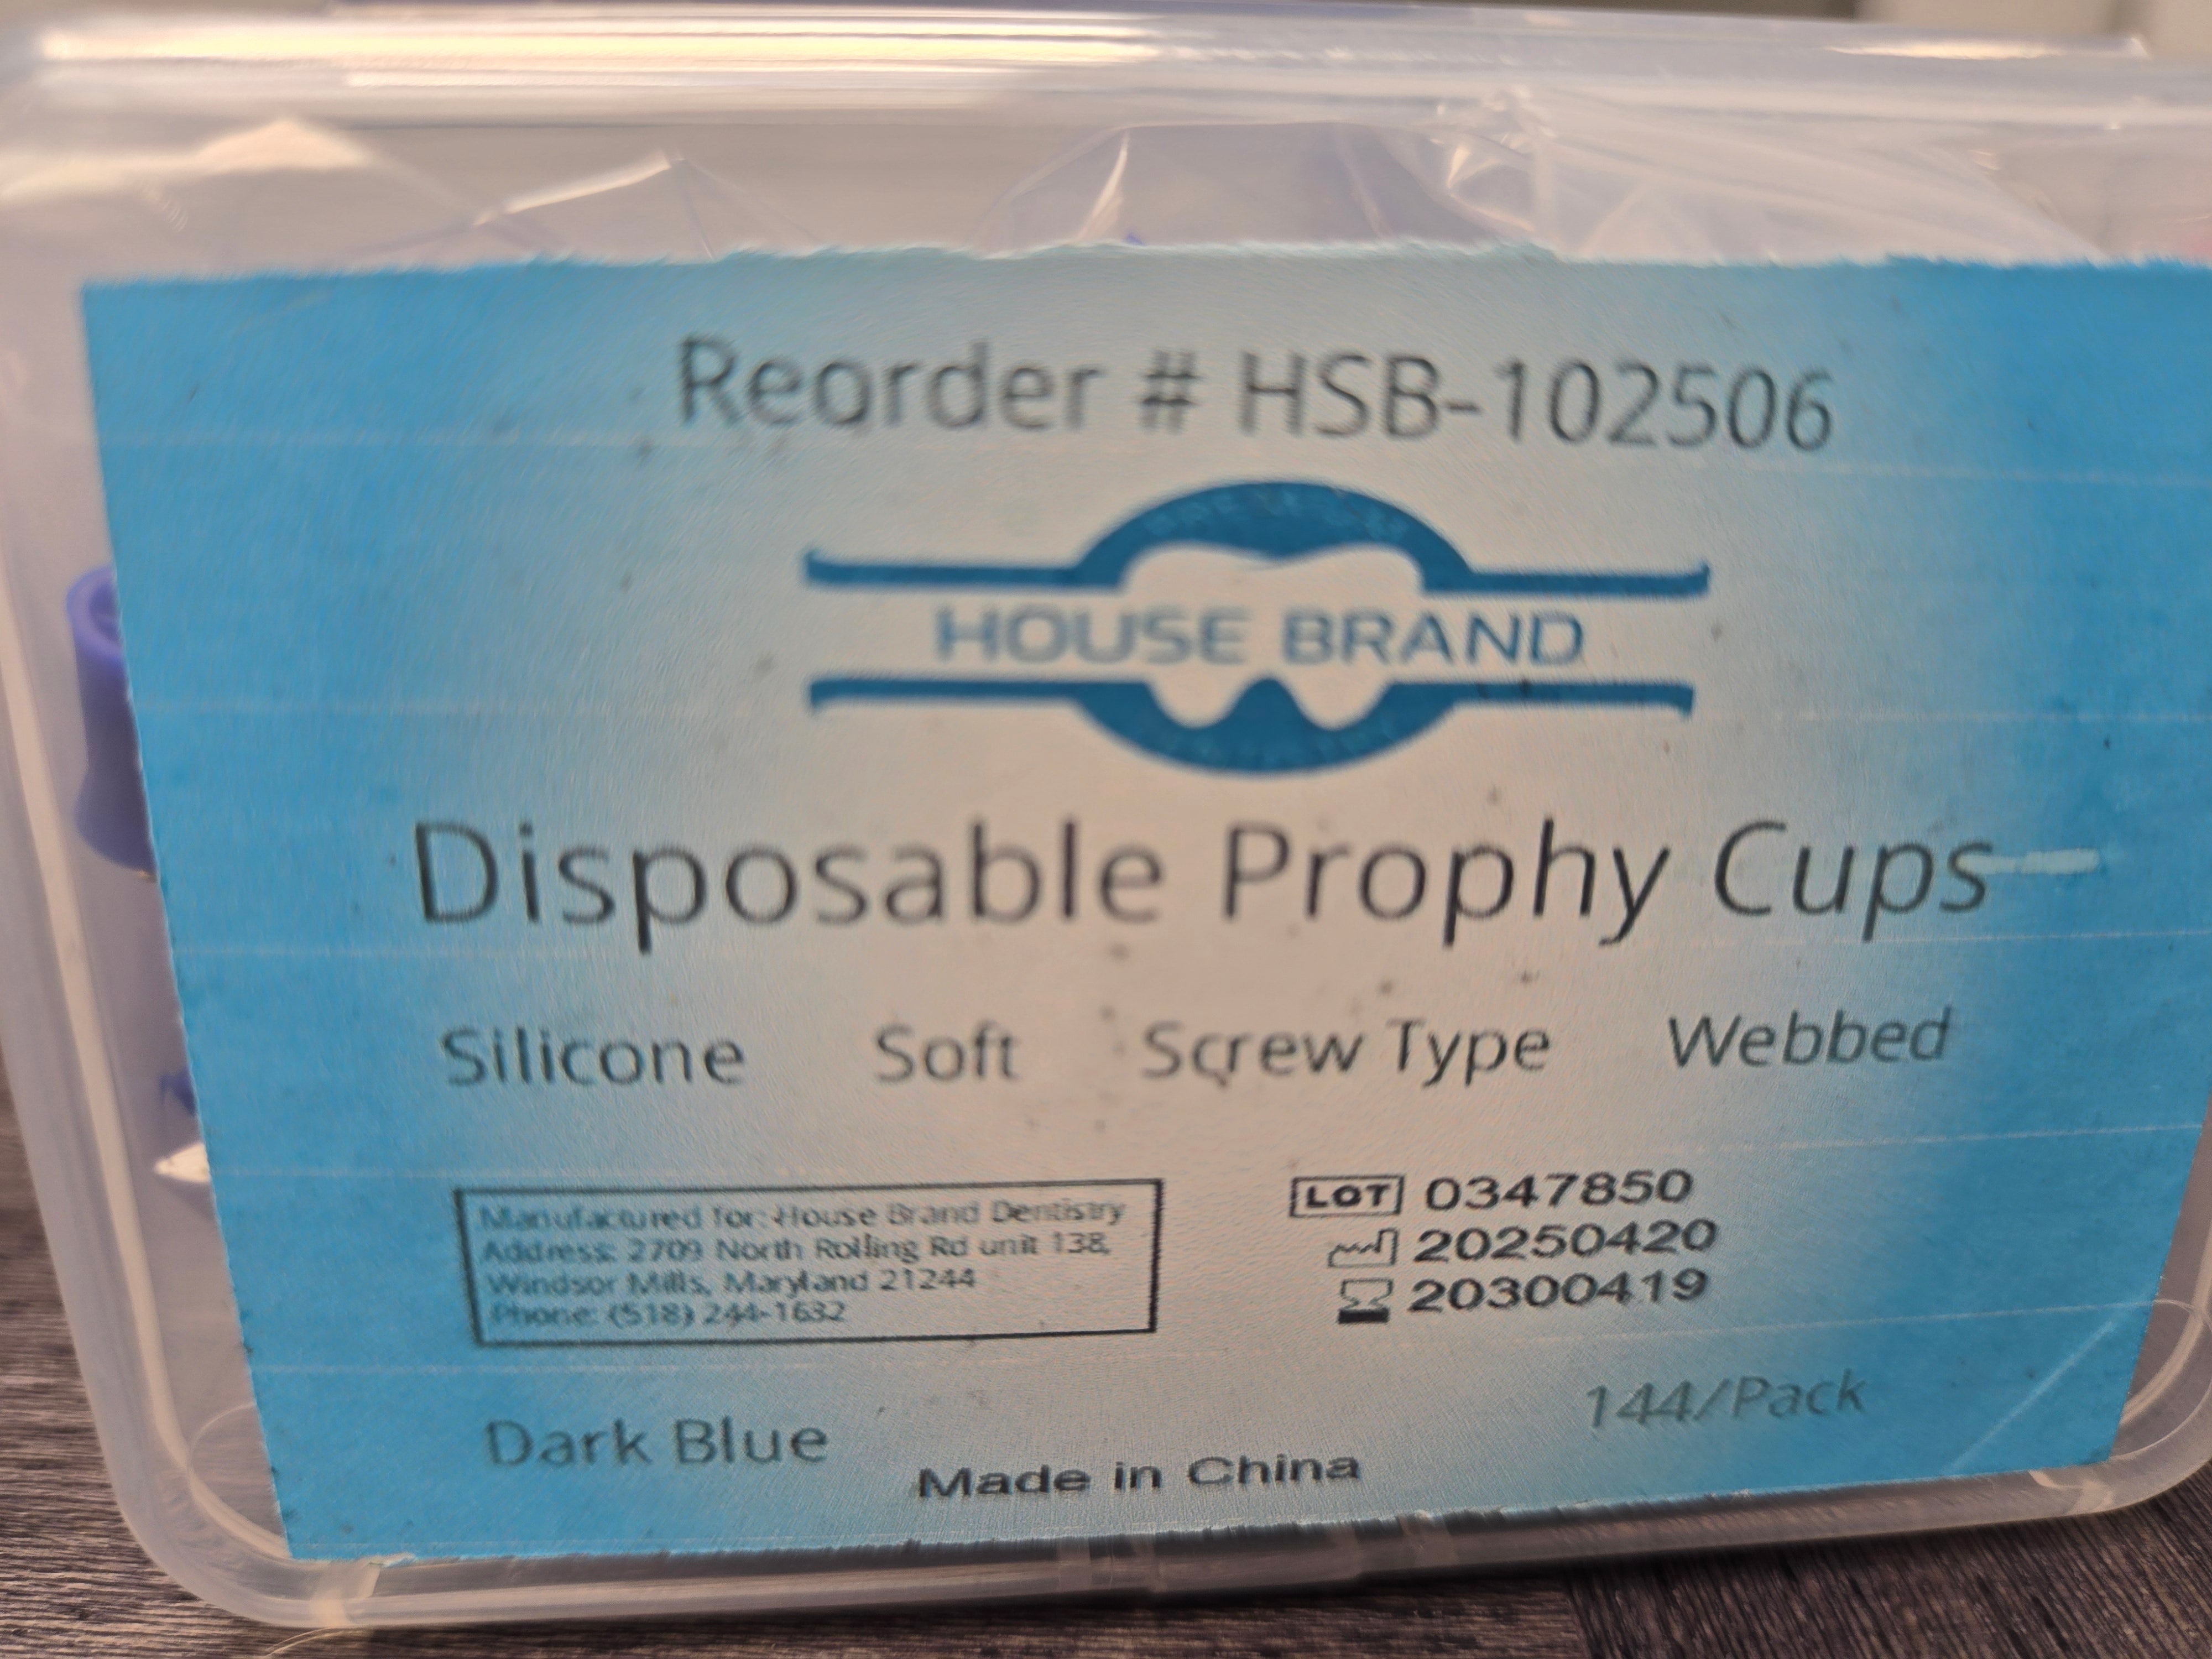 Reorder # HSB-102506
HOUSE BRAND
Disposable Prophy Cups
Silicone Soft Screw Type Webbed
Manufactured for: House Brand Dentistry
Address: 2709 North Rolling Rd unit 138,
Windsor Mills, Maryland 21244
Phone: (518) 244-1632
LOT 0347850
20250420
20300419
Dark Blue
144/Pack
Made in China